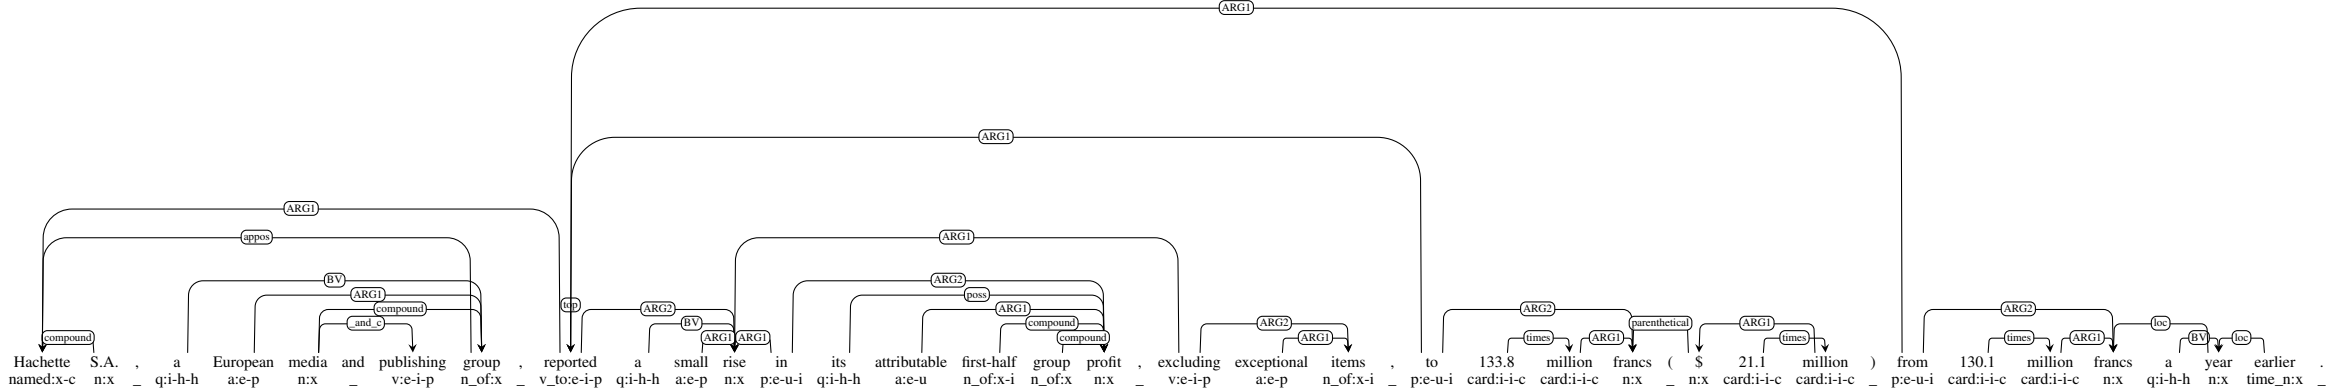 ARG1
ARG1
ARG1
appos ARG1
BV ARG2
ARG1 poss
compound top ARG2 ARG1 ARG2 ARG2
_and_c BV compound ARG2 parenthetical ARG1 loc
compound ARG1 ARG1 compound ARG1 times ARG1 times times ARG1 BV loc
Hachette S.A. , a European media and publishing group , reported a small rise in its attributable first-half group profit , excluding exceptional items , to 133.8 million francs ( $ 21.1 million ) from 130.1 million francs a year earlier .
named:x-c n:x _ q:i-h-h a:e-p n:x _ v:e-i-p n_of:x _ v_to:e-i-p q:i-h-h a:e-p n:x p:e-u-i q:i-h-h a:e-u n_of:x-i n_of:x n:x _ v:e-i-p a:e-p n_of:x-i _ p:e-u-i card:i-i-c card:i-i-c n:x _ n:x card:i-i-c card:i-i-c _ p:e-u-i card:i-i-c card:i-i-c n:x q:i-h-h n:x time_n:x _